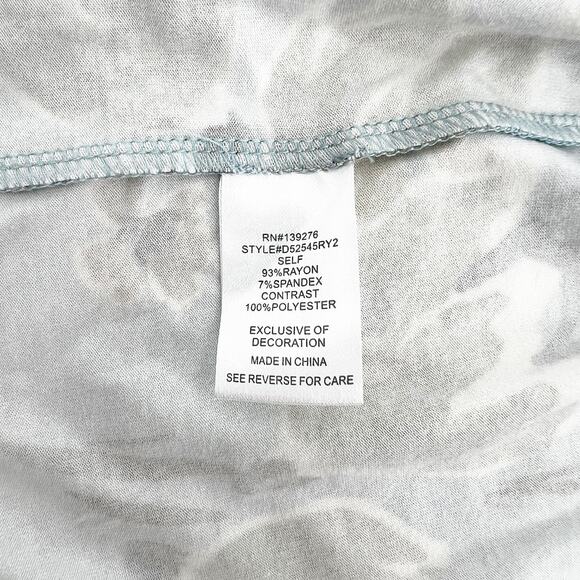 RN#139276
STYLE#D52545RY2
SELF
93%RAYON
7%SPANDEX
CONTRAST
100%POLYESTER
EXCLUSIVE OF
DECORATION
MADE IN CHINA
SEE REVERSE FOR CARE